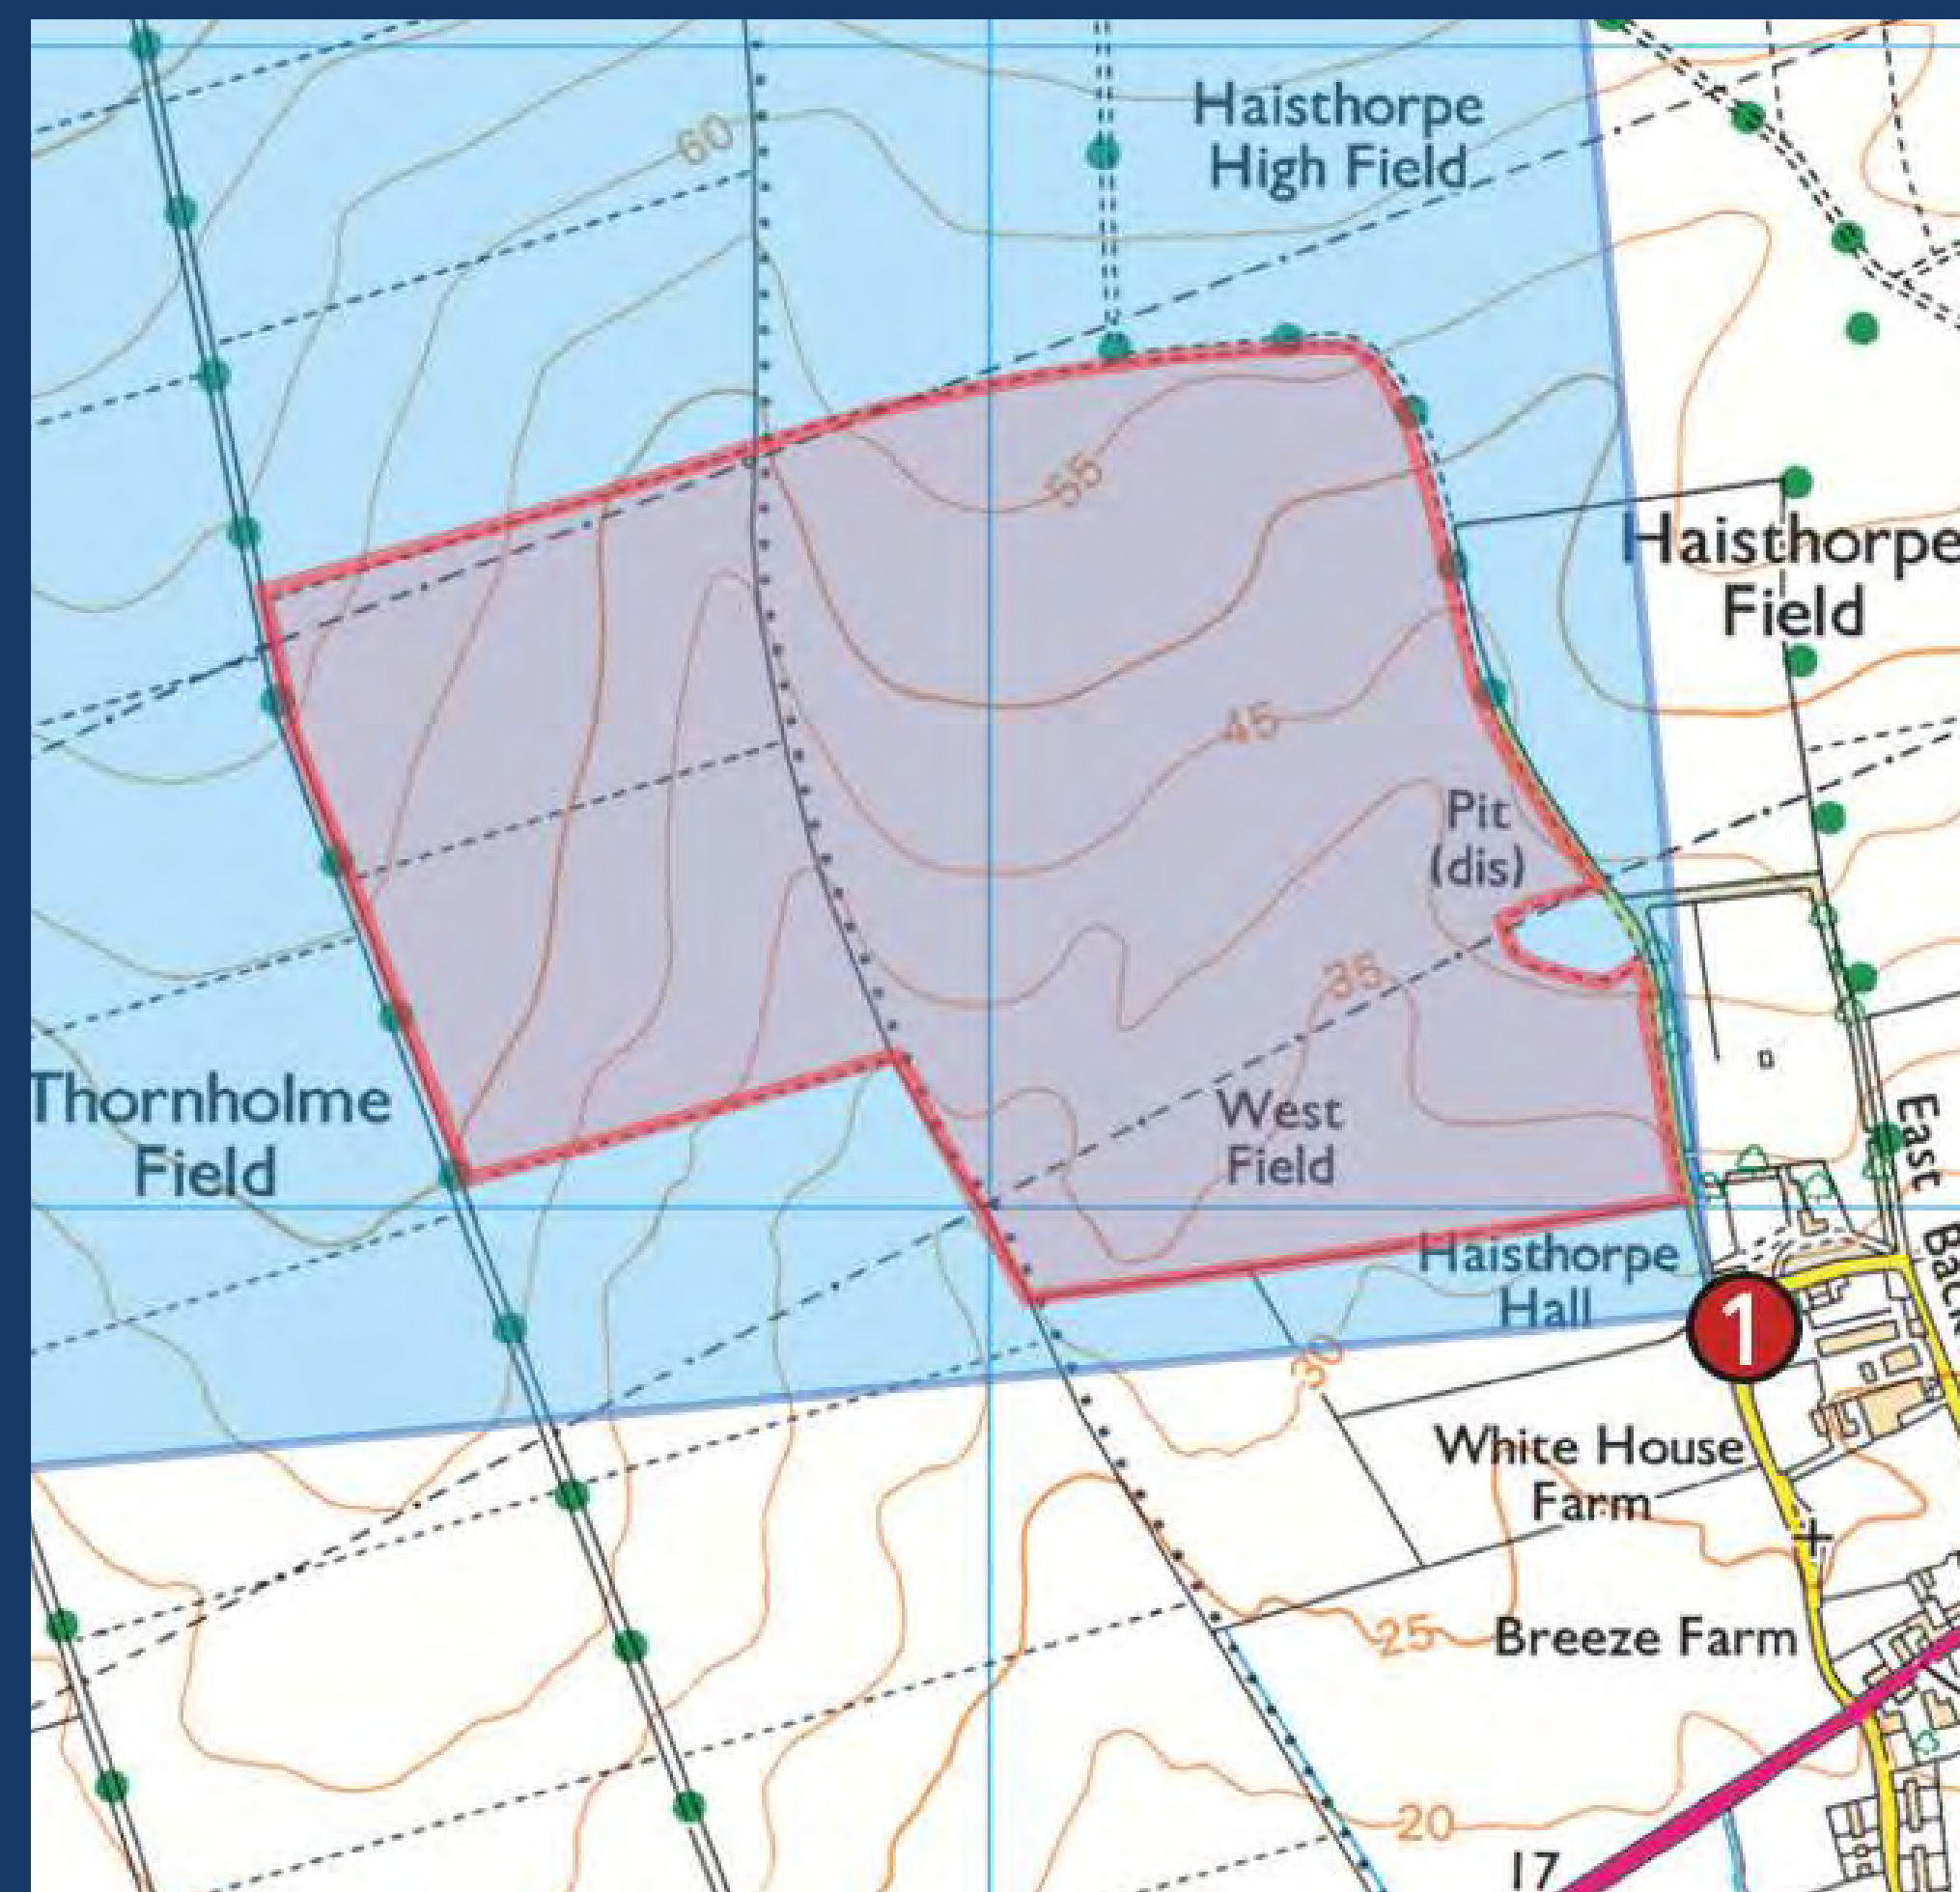 60
Haisthorpe
High Field
55
Haisthorpe
Field
45
Pit
(dis)
35
Thornholme
Field
West
Field
East
Back
Haisthorpe
Hall
1
30
White House
Farm
25
Breeze Farm
20
17